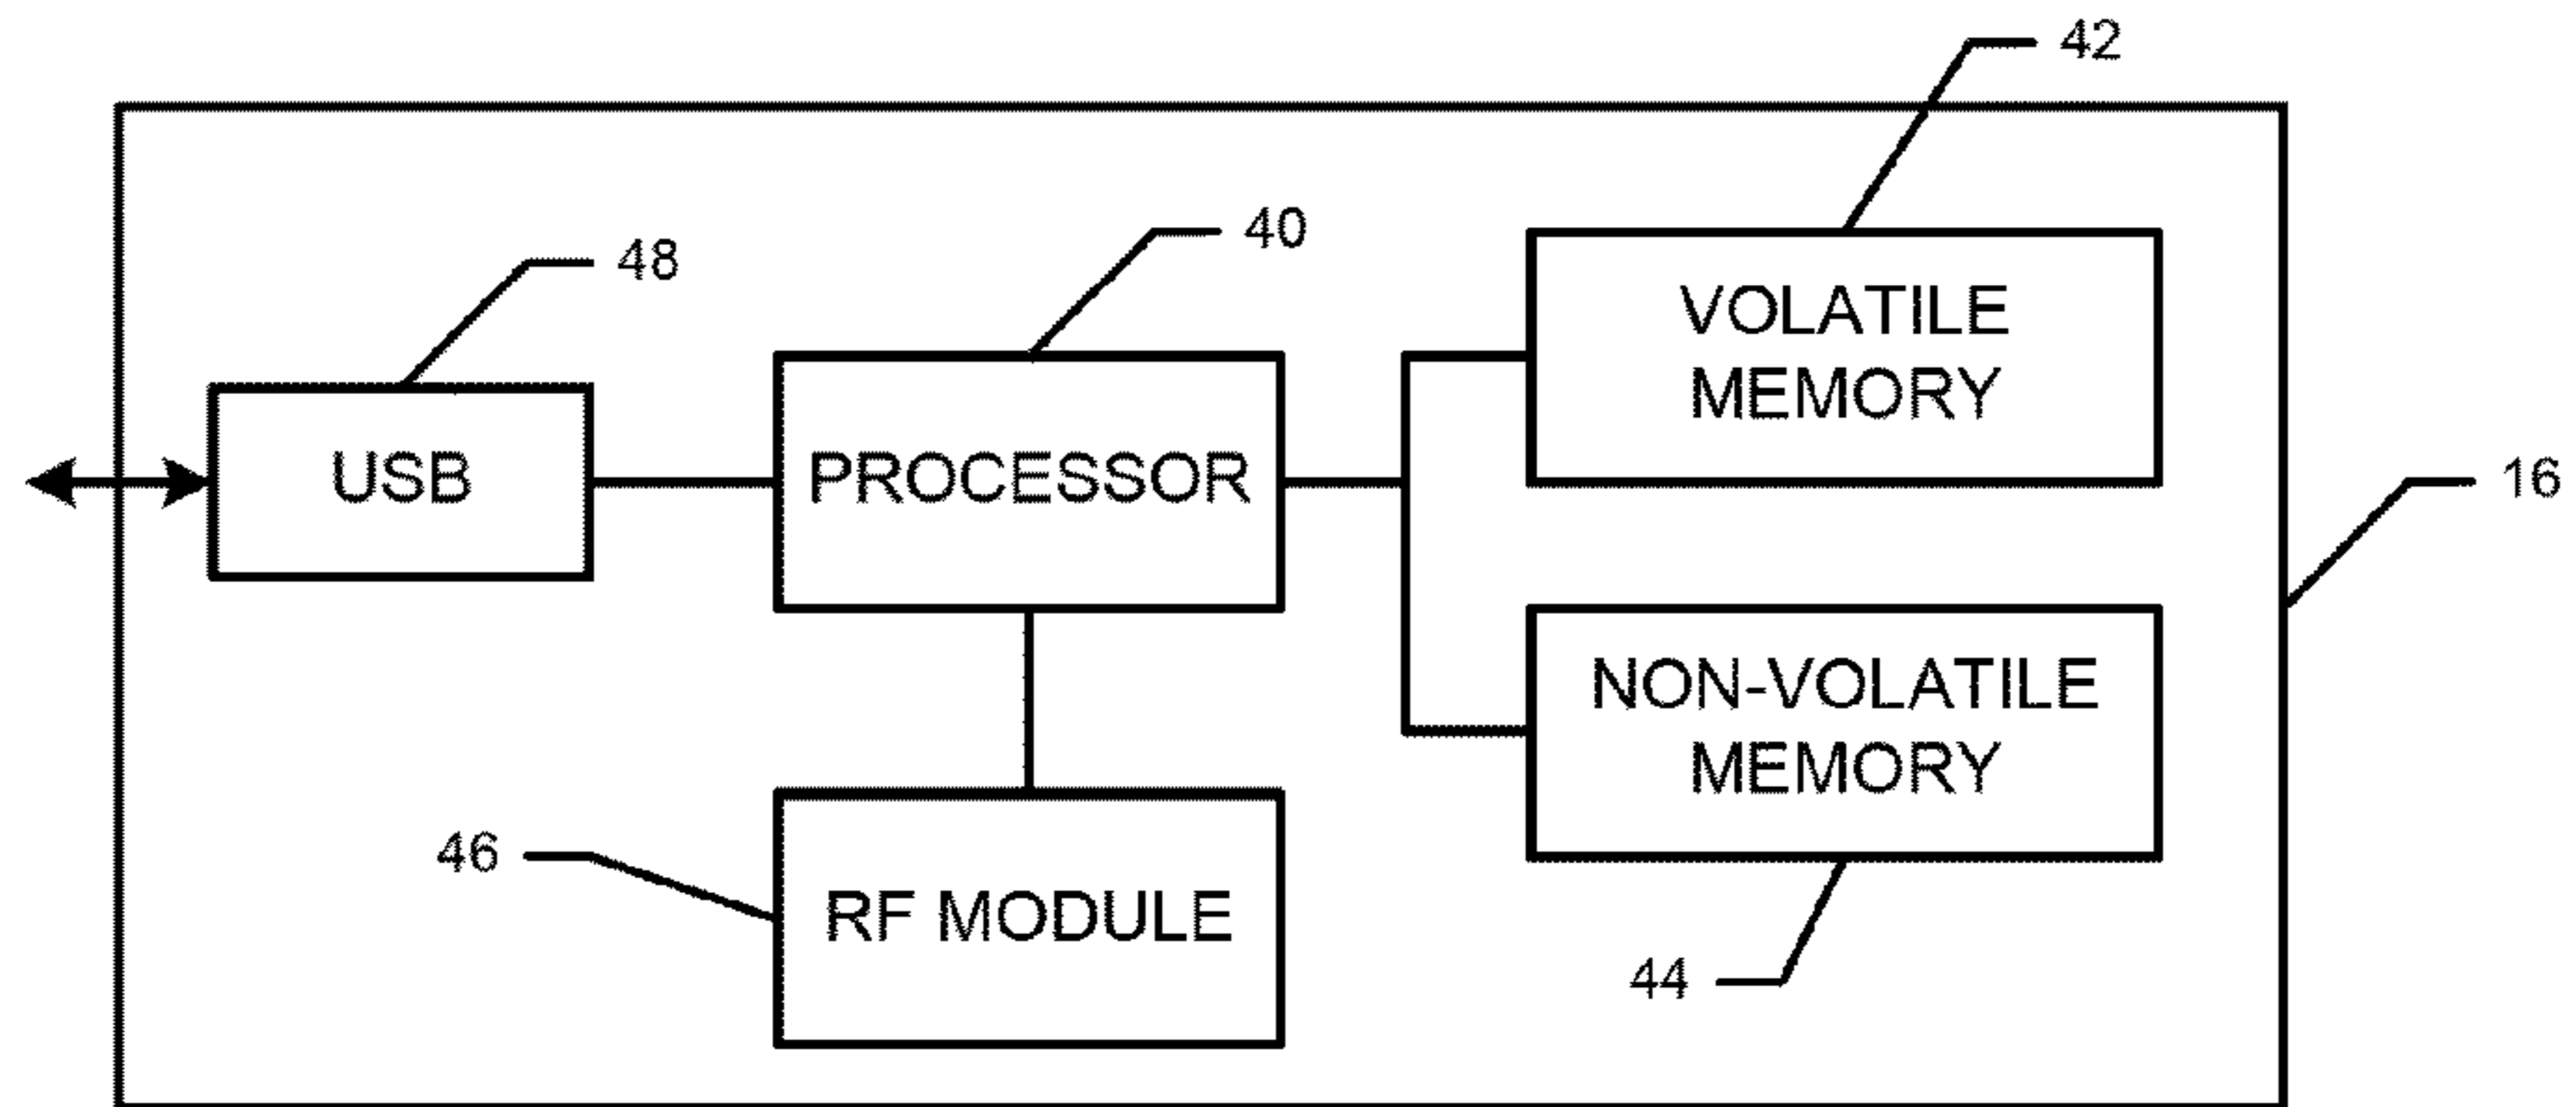 42
40
48
VOLATILE
MEMORY
USB
PROCESSOR
16
NON-VOLATILE
MEMORY
46
RF MODULE
44